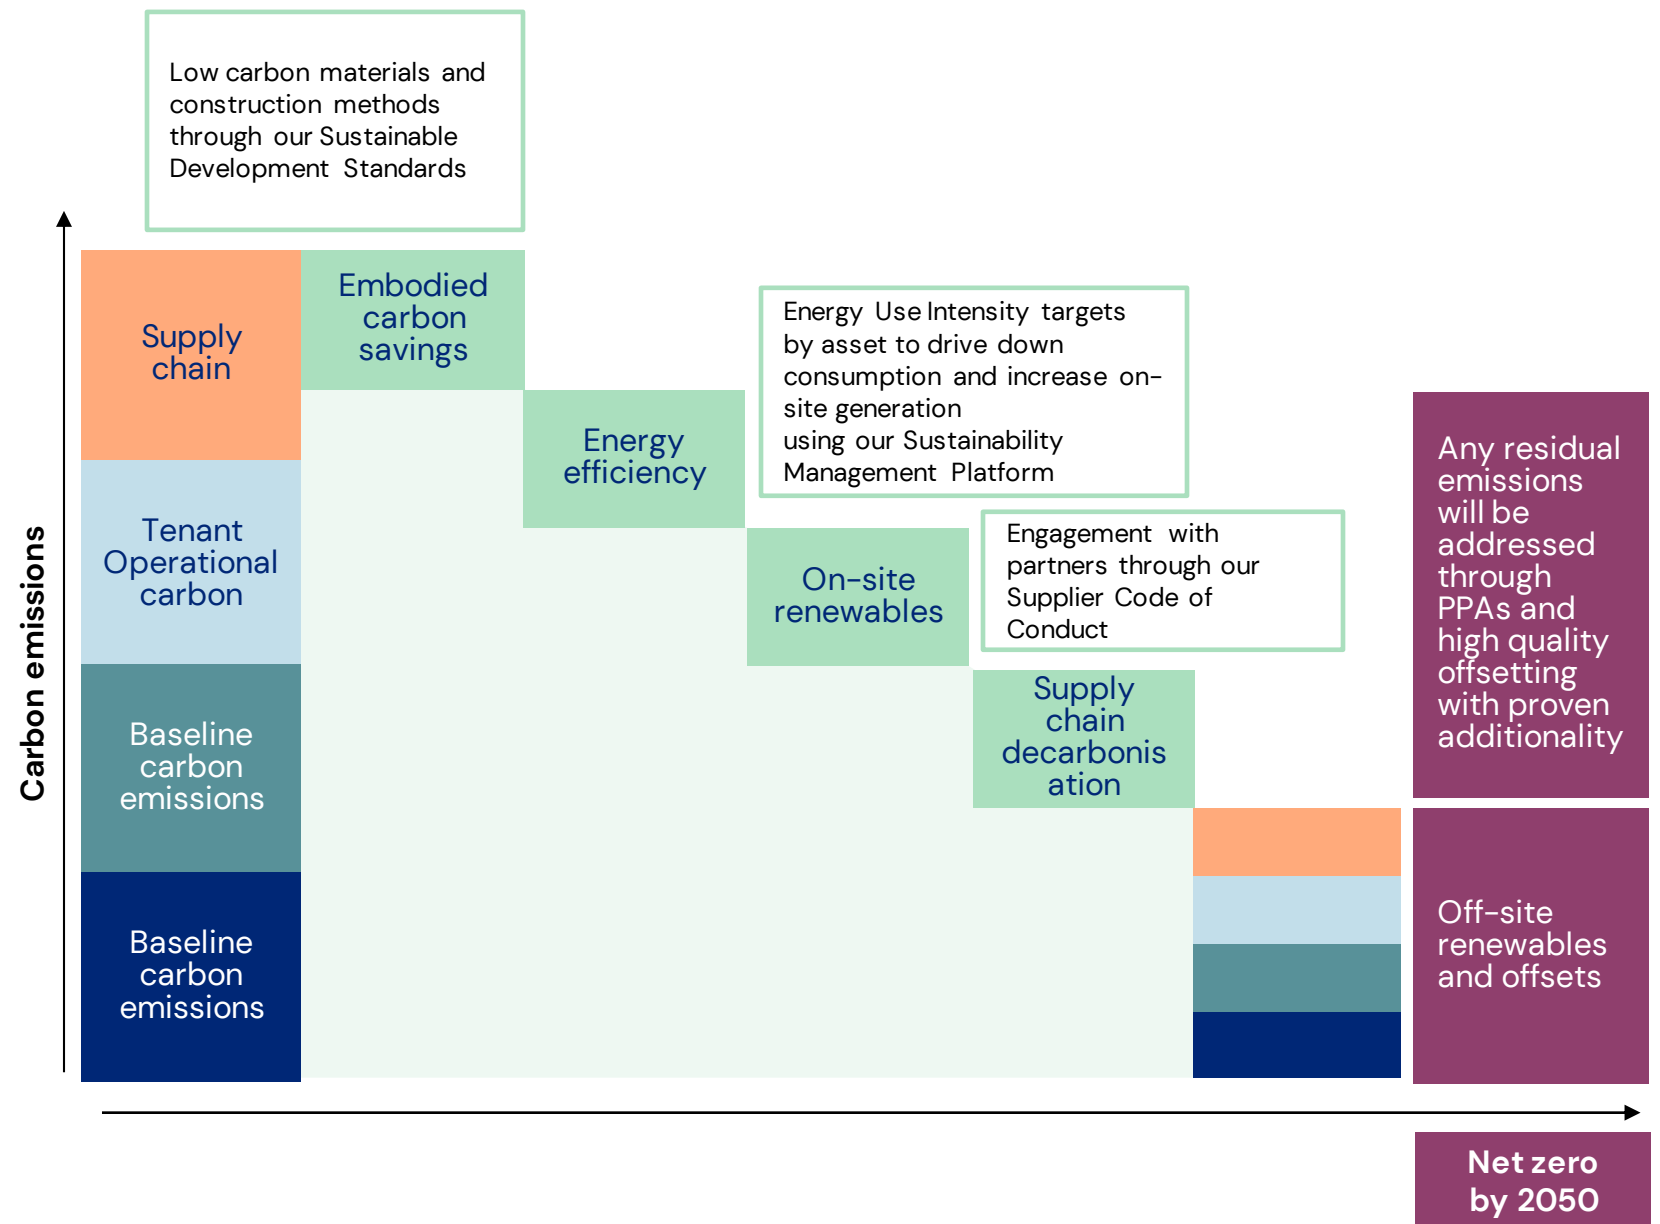 Low carbon materials and
construction methods
through our Sustainable
Development Standards
Carbon emissions
Supply
chain
Tenant
Operational
carbon
Baseline
carbon
emissions
Baseline
carbon
emissions
Embodied
carbon
savings
Energy
efficiency
Energy Use Intensity targets
by asset to drive down
consumption and increase on-
site generation
using our Sustainability
Management Platform
On-site
renewables
Engagement with
partners through our
Supplier Code of
Conduct
Supply
chain
decarbonis
ation
Any residual
emissions
will be
addressed
through
PPAs and
high quality
offsetting
with proven
additionality
Off-site
renewables
and offsets
Net zero
by 2050